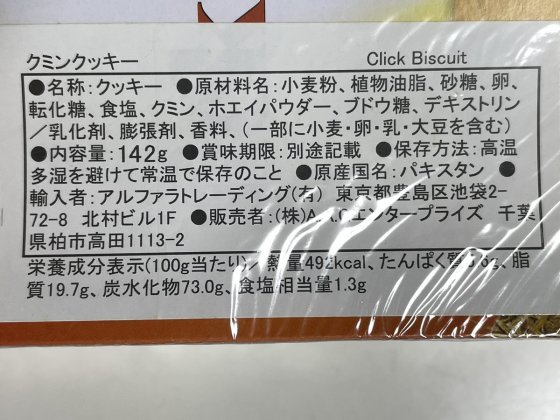 クミンクッキー Click Biscuit
●名称:クッキー ●原材料名:小麦粉、植物油脂、砂糖、卵、
転化糖、食塩、クミン、ホエイパウダー、ブドウ糖、デキストリン
/乳化剤、膨張剤、香料、(一部に小麦・卵・乳・大豆を含む)
●内容量:142g ●賞味期限:別途記載 ●保存方法:高温
多湿を避けて常温で保存のこと ●原産国名:パキスタン ●
輸入者:アルファラトレーディング(有) 東京都豊島区池袋2-
72-8 北村ビル1F ●販売者:(株)エンタープライズ 千葉
県柏市高田1113-2
栄養成分表示(100g当たり) 熱量492kcal、たんぱく質 脂
質19.7g、炭水化物73.0g、食塩相当量1.3g